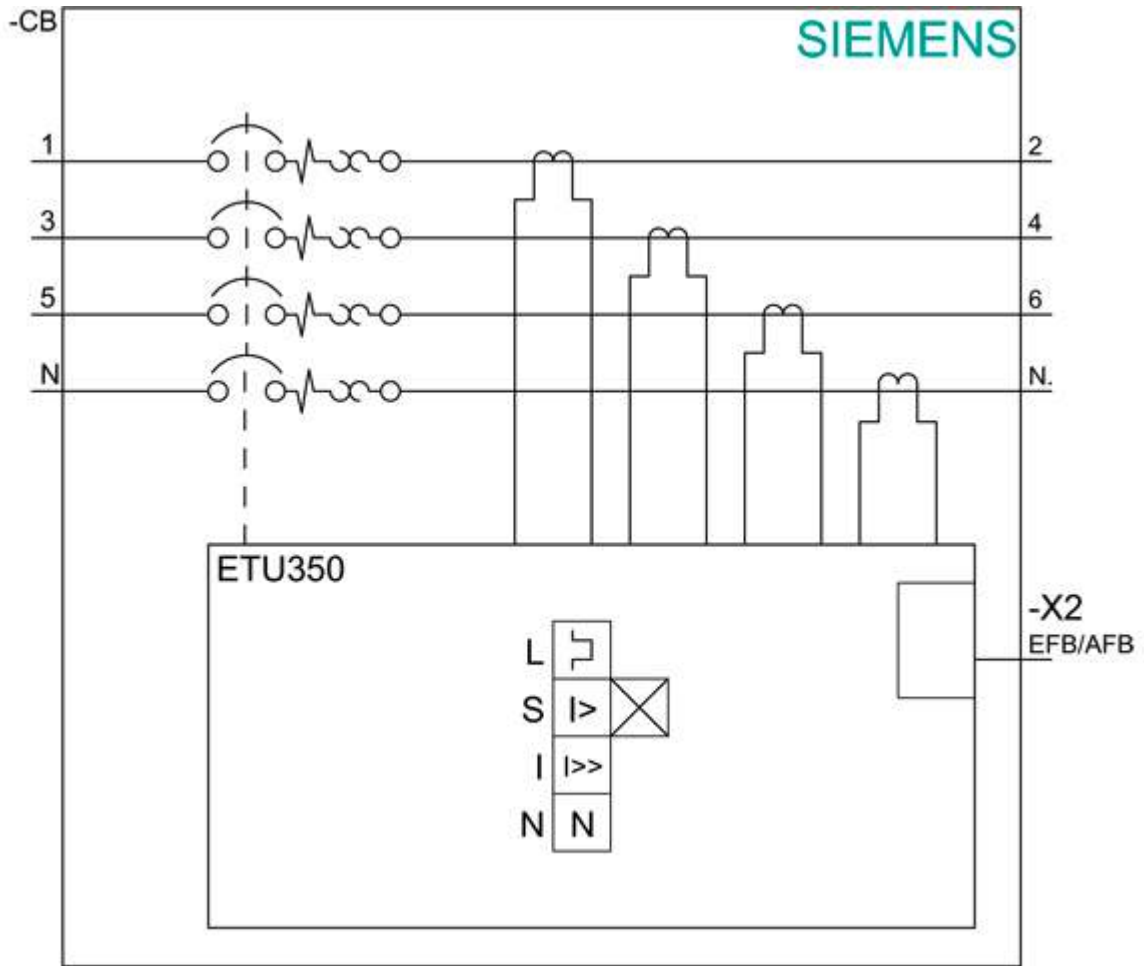 -CB
SIEMENS
1
2
3
4
5
6
N
N.
ETU350
-X2
EFB/AFB
L
S I>
I I>>
N N